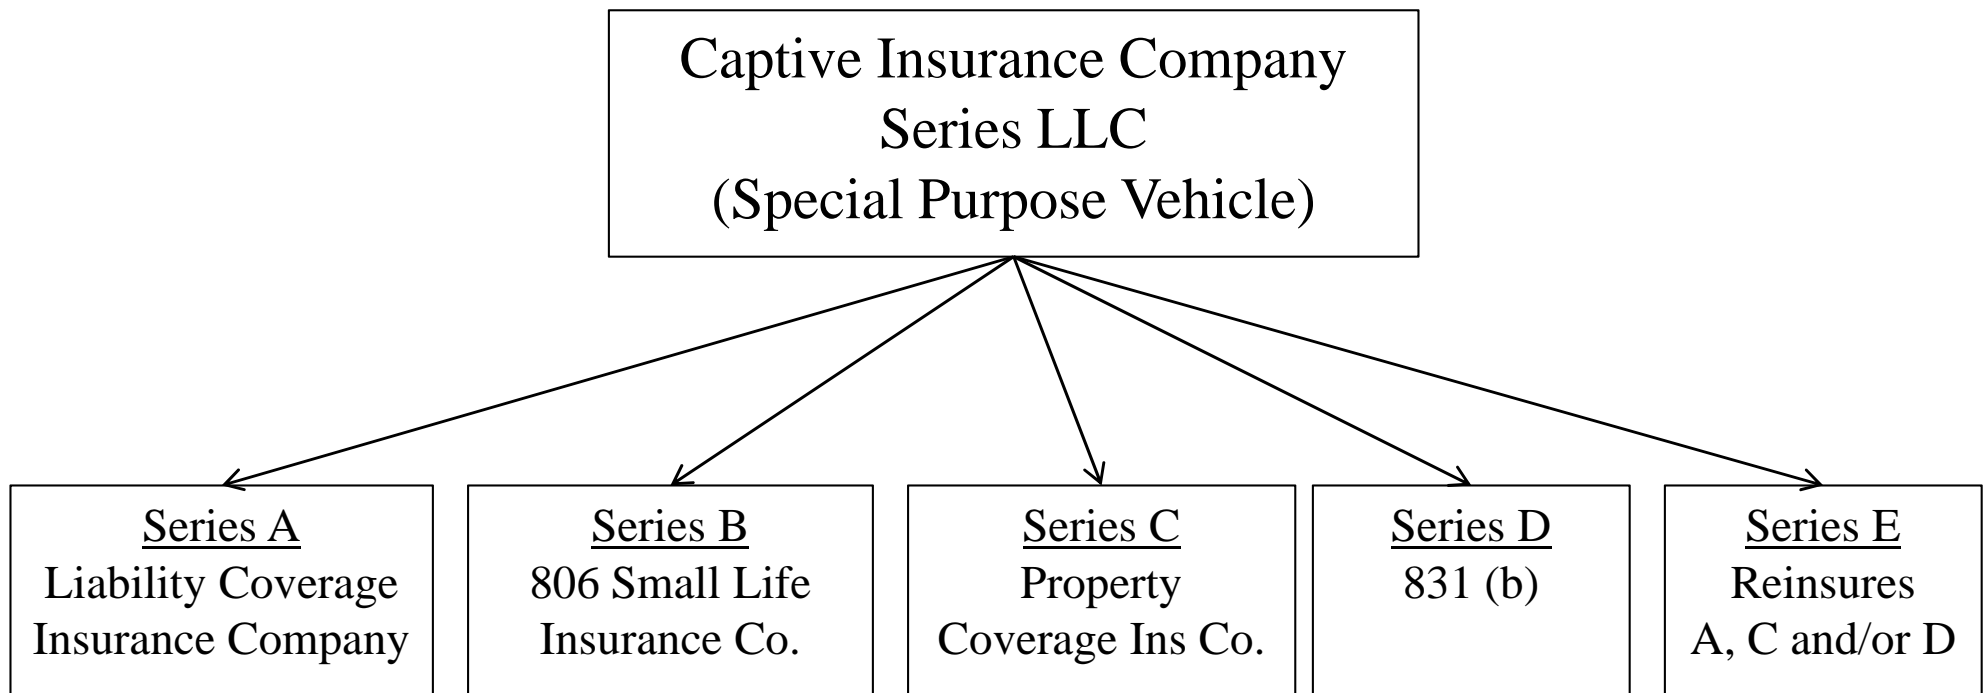 Captive Insurance Company
Series LLC
(Special Purpose Vehicle)
Series A
Liability Coverage
Insurance Company
Series B
806 Small Life
Insurance Co.
Series C
Property
Coverage Ins Co.
Series D
831 (b)
Series E
Reinsures
A, C and/or D